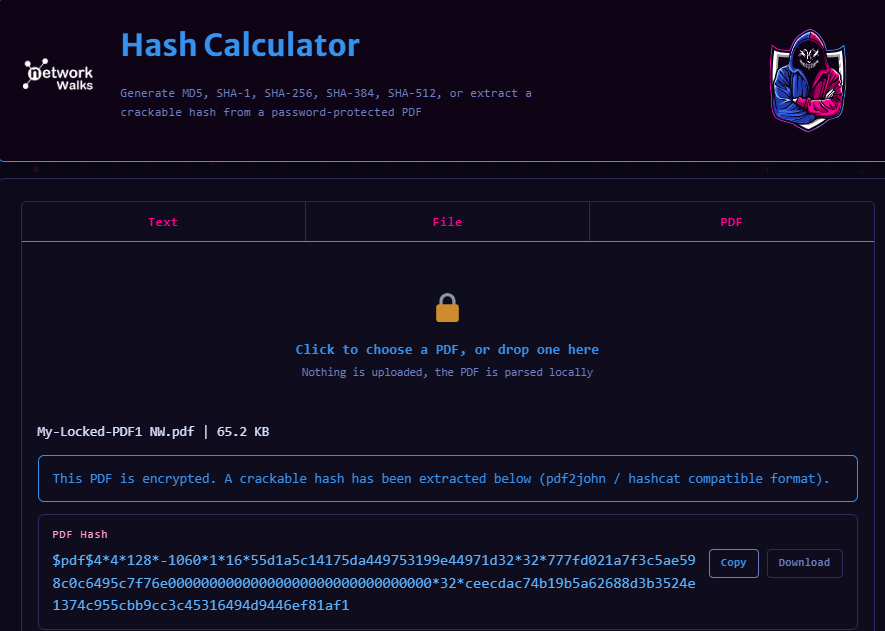 network
Walks
Hash Calculator
Generate MD5, SHA-1, SHA-256, SHA-384, SHA-512, or extract a
crackable hash from a password-protected PDF
Text
File
PDF
Click to choose a PDF, or drop one here
Nothing is uploaded, the PDF is parsed locally
My-Locked-PDF1 NW.pdf | 65.2 KB
This PDF is encrypted. A crackable hash has been extracted below (pdf2john / hashcat compatible format).
PDF Hash
$pdf$4*4*128*-1060*1*16*55d1a5c14175da449753199e44971d32*32*777fd021a7f3c5ae59
8c0c6495c7f76e00000000000000000000000000000000*32*ceecdac74b19b5a62688d3b3524e
1374c955cbb9cc3c45316494d9446ef81af1
Copy
Download